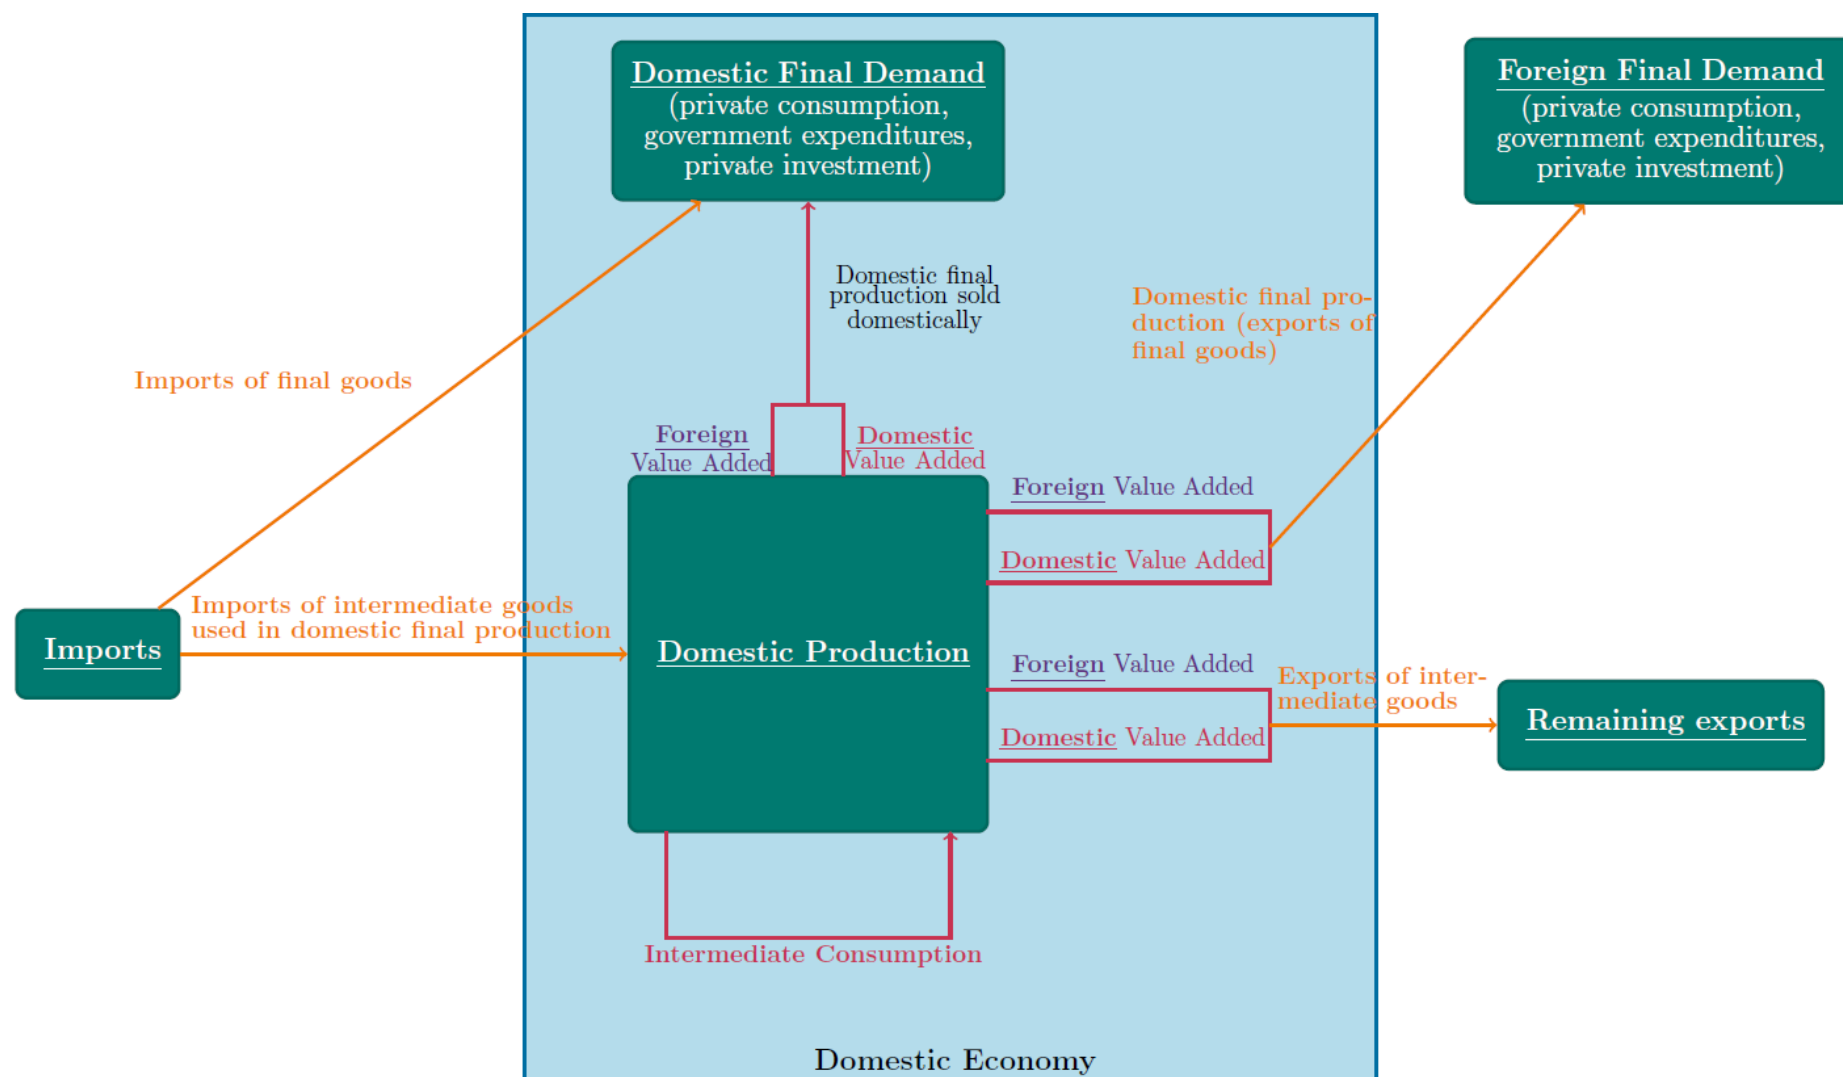 Domestic Final Demand
(private consumption,
government expenditures,
private investment)
Foreign Final Demand
(private consumption,
government expenditures,
private investment)
Domestic final
production sold
domestically
Domestic final pro-
duction (exports of
final goods)
Imports of final goods
Foreign
Value Added
Domestic
Value Added
Foreign Value Added
Domestic Value Added
Imports of intermediate goods
used in domestic final production
Imports
Domestic Production
Foreign Value Added
Domestic Value Added
Exports of inter-
mediate goods
Remaining exports
Intermediate Consumption
Domestic Economy